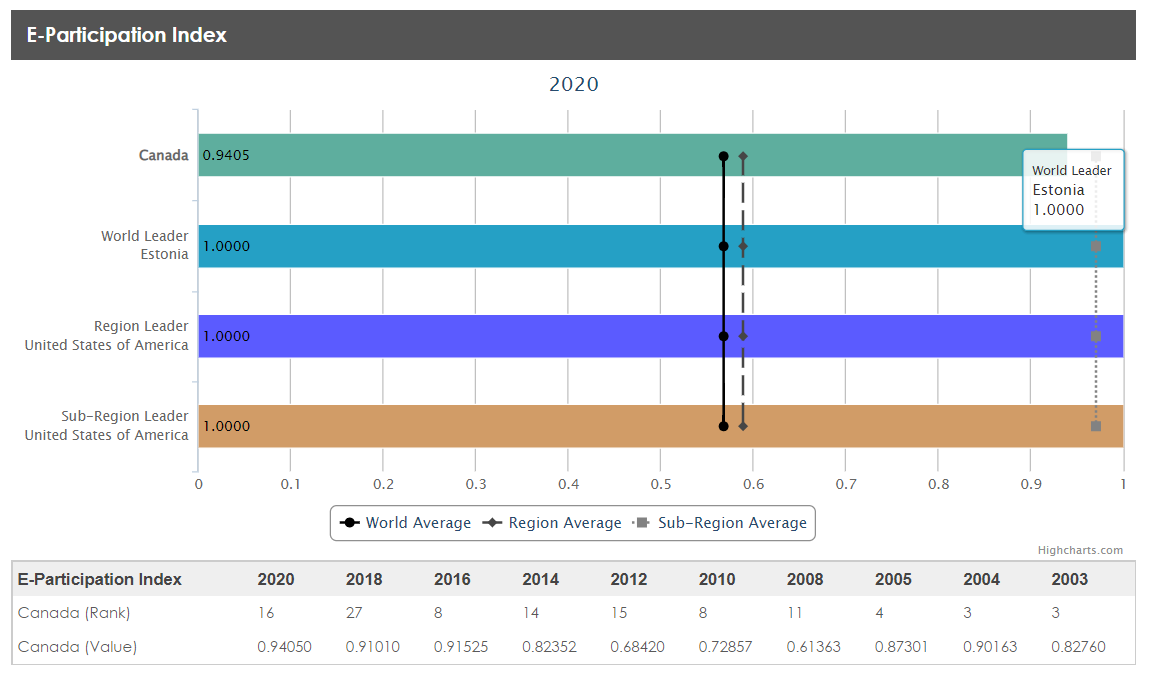 E-Participation Index
2020
Canada
0.9405
World Leader
Estonia
1.0000
World Leader
Estonia
1.0000
Region Leader
United States of America
1.0000
Sub-Region Leader
United States of America
1.0000
0 0.1 0.2 0.3 0.4 0.5 0.6 0.7 0.8 0.9 1
World Average Region Average Sub-Region Average
Highcharts.com
E-Participation Index 2020 2018 2016 2014 2012 2010 2008 2005 2004 2003
Canada (Rank) 16 27 8 14 15 8 11 4 3 3
Canada (Value) 0.94050 0.91010 0.91525 0.82352 0.68420 0.72857 0.61363 0.87301 0.90163 0.82760